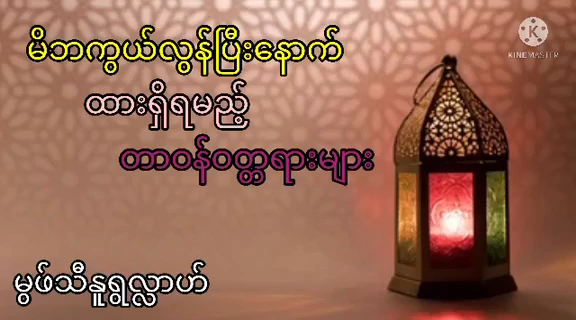 မိဘကွယ်လွန်ပြီးနောက်
ထားရှိရမည့်
တာဝန်ဝတ္တရားများ
မွဖ်သီနူရွလ္လာဟ်
KINEMASTER